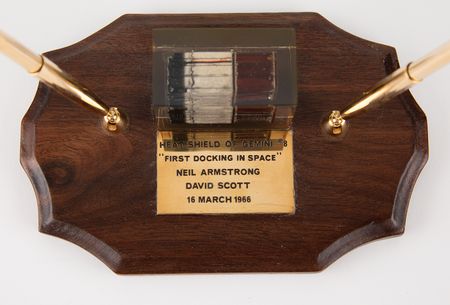 HEAT SHIELD OF GEMINI 8
"FIRST DOCKING IN SPACE"
NEIL ARMSTRONG
DAVID SCOTT
16 MARCH 1966